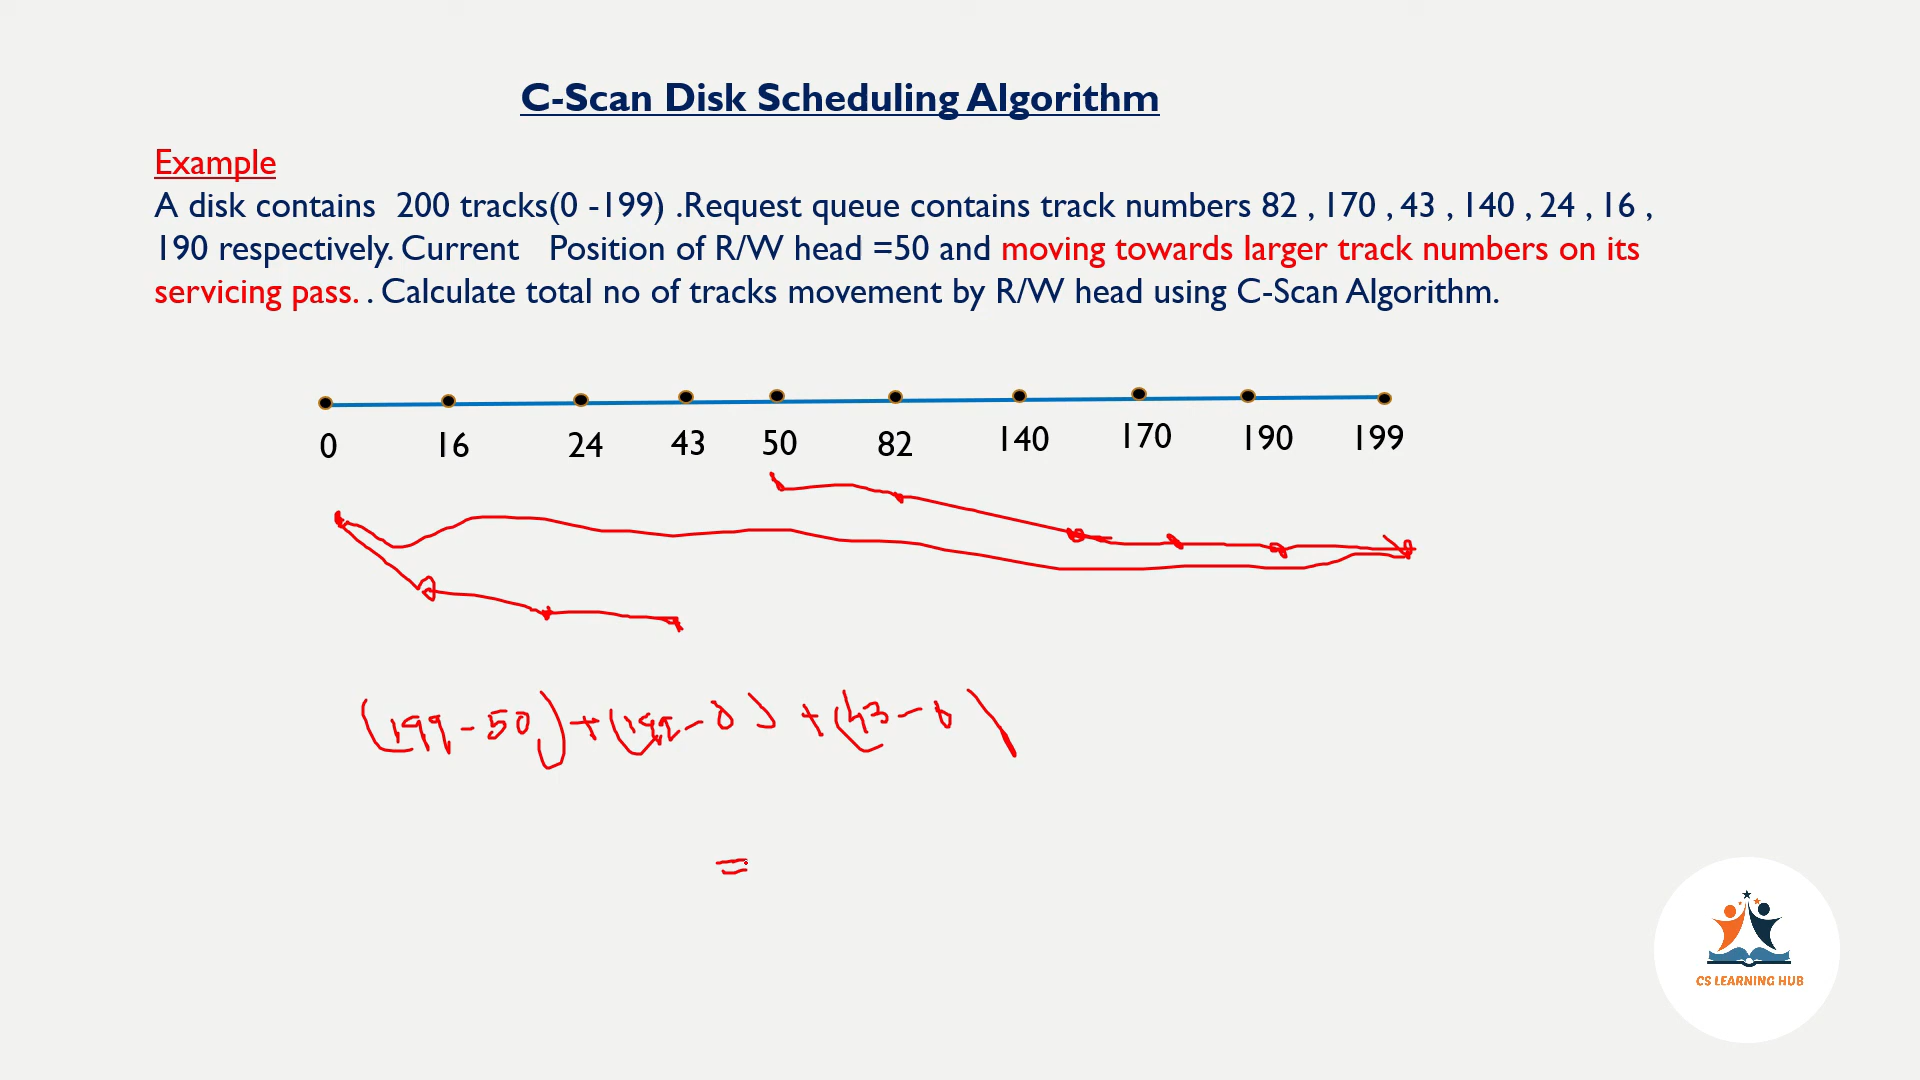 C-Scan Disk Scheduling Algorithm
Example
A disk contains 200 tracks(0 -199) .Request queue contains track numbers 82 , 170 , 43 , 140 , 24 , 16 ,
190 respectively. Current Position of R/W head =50 and moving towards larger track numbers on its
servicing pass. . Calculate total no of tracks movement by R/W head using C-Scan Algorithm.
0 16 24 43 50 82 140 170 190 199
(199-50)+(199-0)+(43-0)
=
CS LEARNING HUB